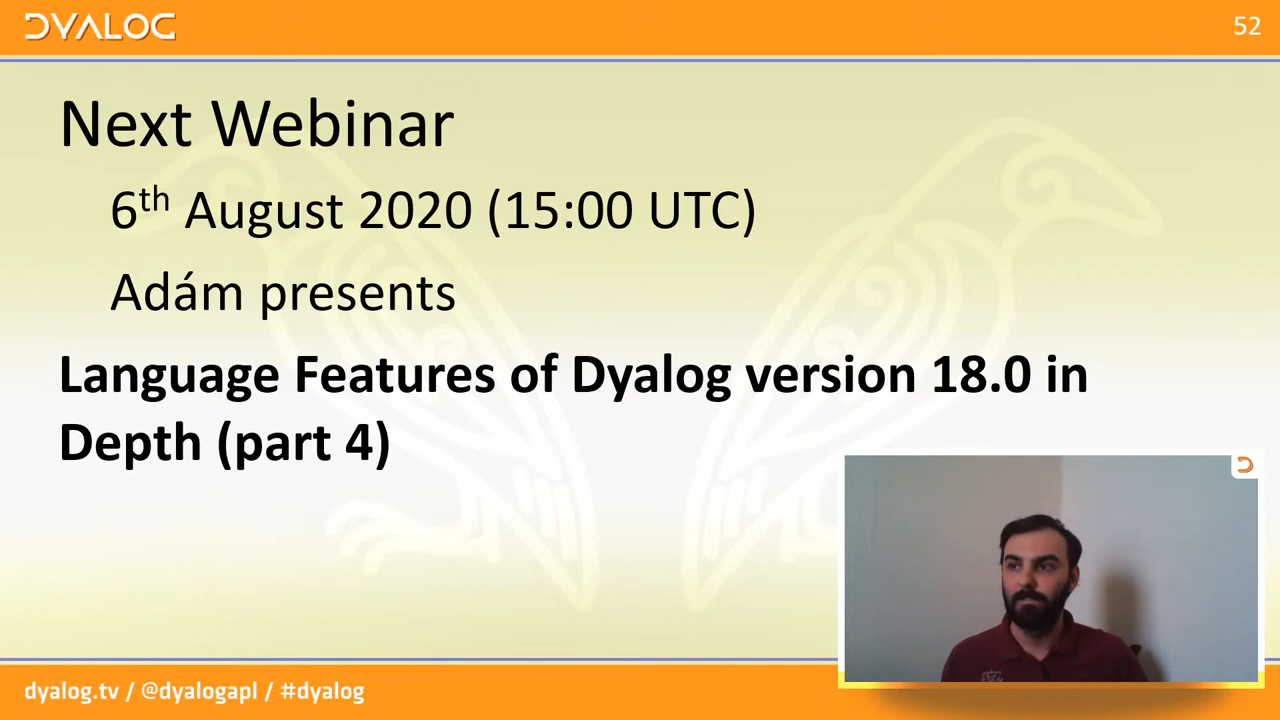 DYALOG
52
Next Webinar
6th August 2020 (15:00 UTC)
Adám presents
Language Features of Dyalog version 18.0 in
Depth (part 4)
dyalog.tv / @dyalogapl / #dyalog